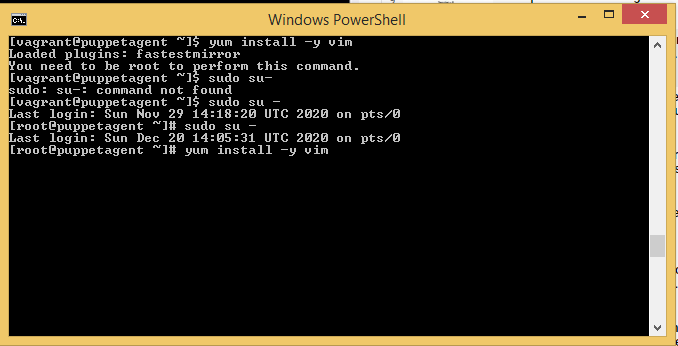 Windows PowerShell
[vagrant@puppetagent ~]$ yum install -y vim
Loaded plugins: fastestmirror
You need to be root to perform this command.
[vagrant@puppetagent ~]$ sudo su-
sudo: su-: command not found
[vagrant@puppetagent ~]$ sudo su -
Last login: Sun Nov 29 14:18:20 UTC 2020 on pts/0
[root@puppetagent ~]# sudo su -
Last login: Sun Dec 20 14:05:31 UTC 2020 on pts/0
[root@puppetagent ~]# yum install -y vim